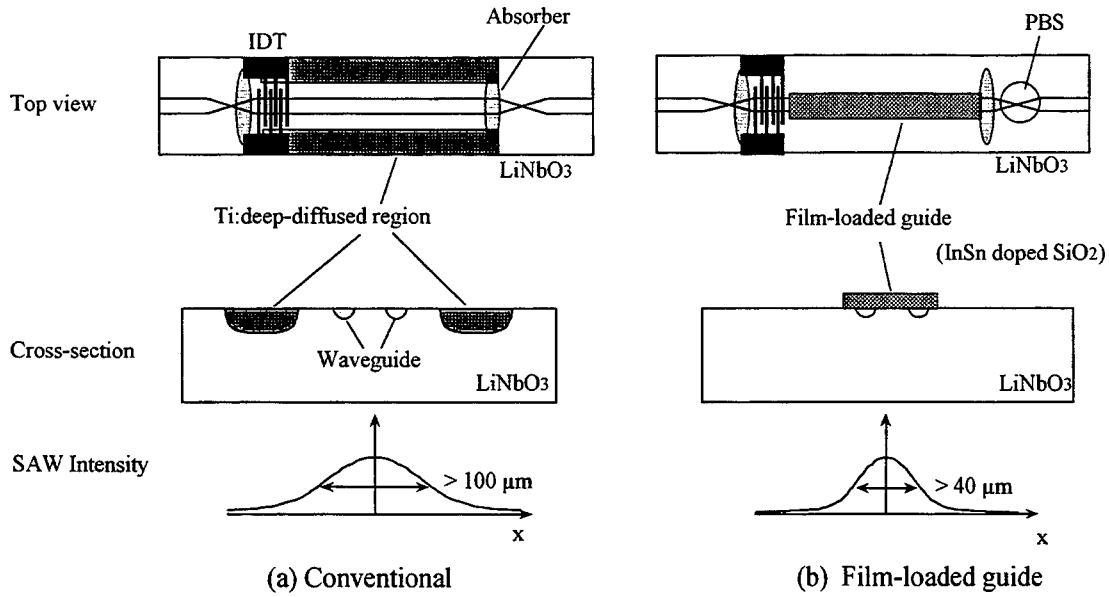 Absorber
IDT
PBS
Top view
LiNbO3
LiNbO3
Ti:deep-diffused region
Film-loaded guide
(InSn doped SiO2)
Cross-section
Waveguide
LiNbO3
LiNbO3
SAW Intensity
> 100 μm
> 40 μm
x
x
(a) Conventional
(b) Film-loaded guide